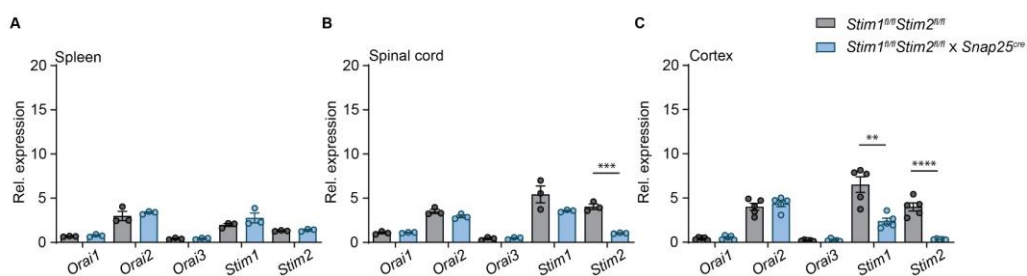 A
B
C
Stim1fl/flStim2fl/fl
Stim1fl/flStim2fl/fl x Snap25cre
Spleen
Spinal cord
Cortex
Rel. expression
20
15
10
5
0
Orai1
Orai2
Orai3
Stim1
Stim2
Rel. expression
20
15
10
5
0
***
Orai1
Orai2
Orai3
Stim1
Stim2
Rel. expression
20
15
10
5
0
**
****
Orai1
Orai2
Orai3
Stim1
Stim2